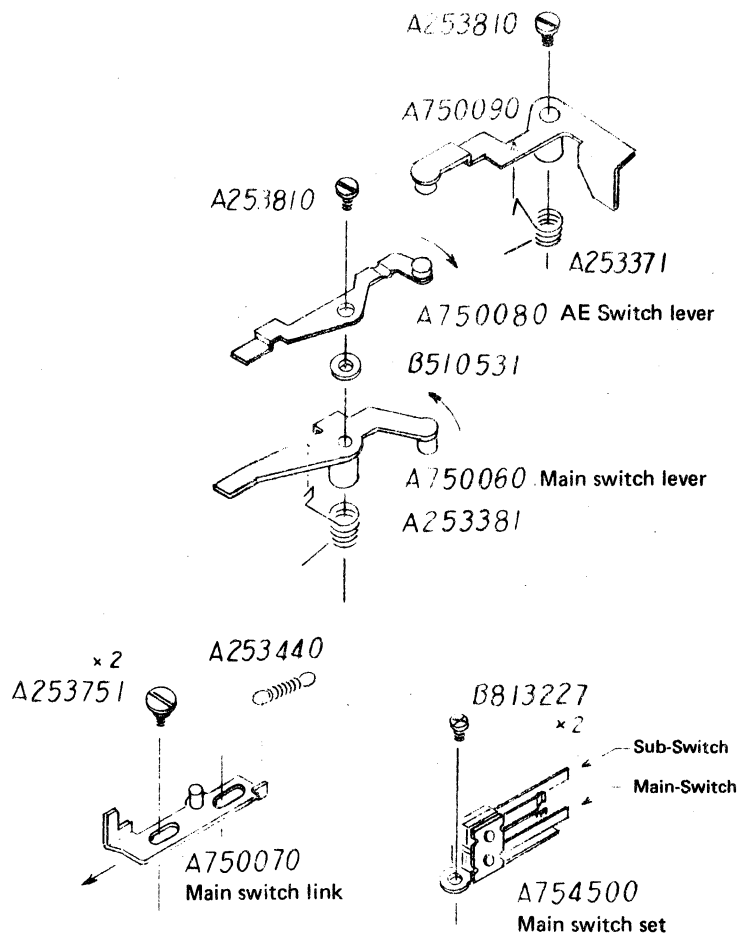 A253810
A750090
A253810
A253371
A750080 AE Switch lever
B510531
A750060 Main switch lever
A253381
× 2
A253440
A253751
B813227
× 2
Sub-Switch
Main-Switch
A750070
Main switch link
A754500
Main switch set